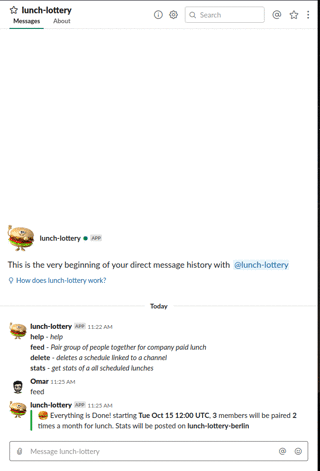 lunch-lottery
Messages About
Search
lunch-lottery APP
This is the very beginning of your direct message history with @lunch-lottery
How does lunch-lottery work?
Today
lunch-lottery APP 11:22 AM
help - help
feed - Pair group of people together for company paid lunch
delete - deletes a schedule linked to a channel
stats - get stats of a all scheduled lunches
Omar 11:25 AM
feed
lunch-lottery APP 11:25 AM
Everything is Done! starting Tue Oct 15 12:00 UTC, 3 members will be paired 2
times a month for lunch. Stats will be posted on lunch-lottery-berlin
Message lunch-lottery